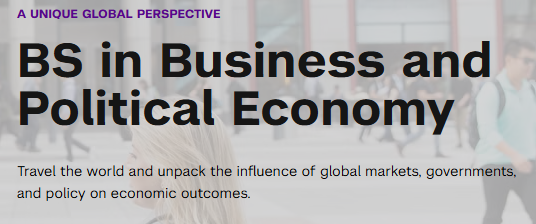 A UNIQUE GLOBAL PERSPECTIVE
BS in Business and
Political Economy
Travel the world and unpack the influence of global markets, governments,
and policy on economic outcomes.